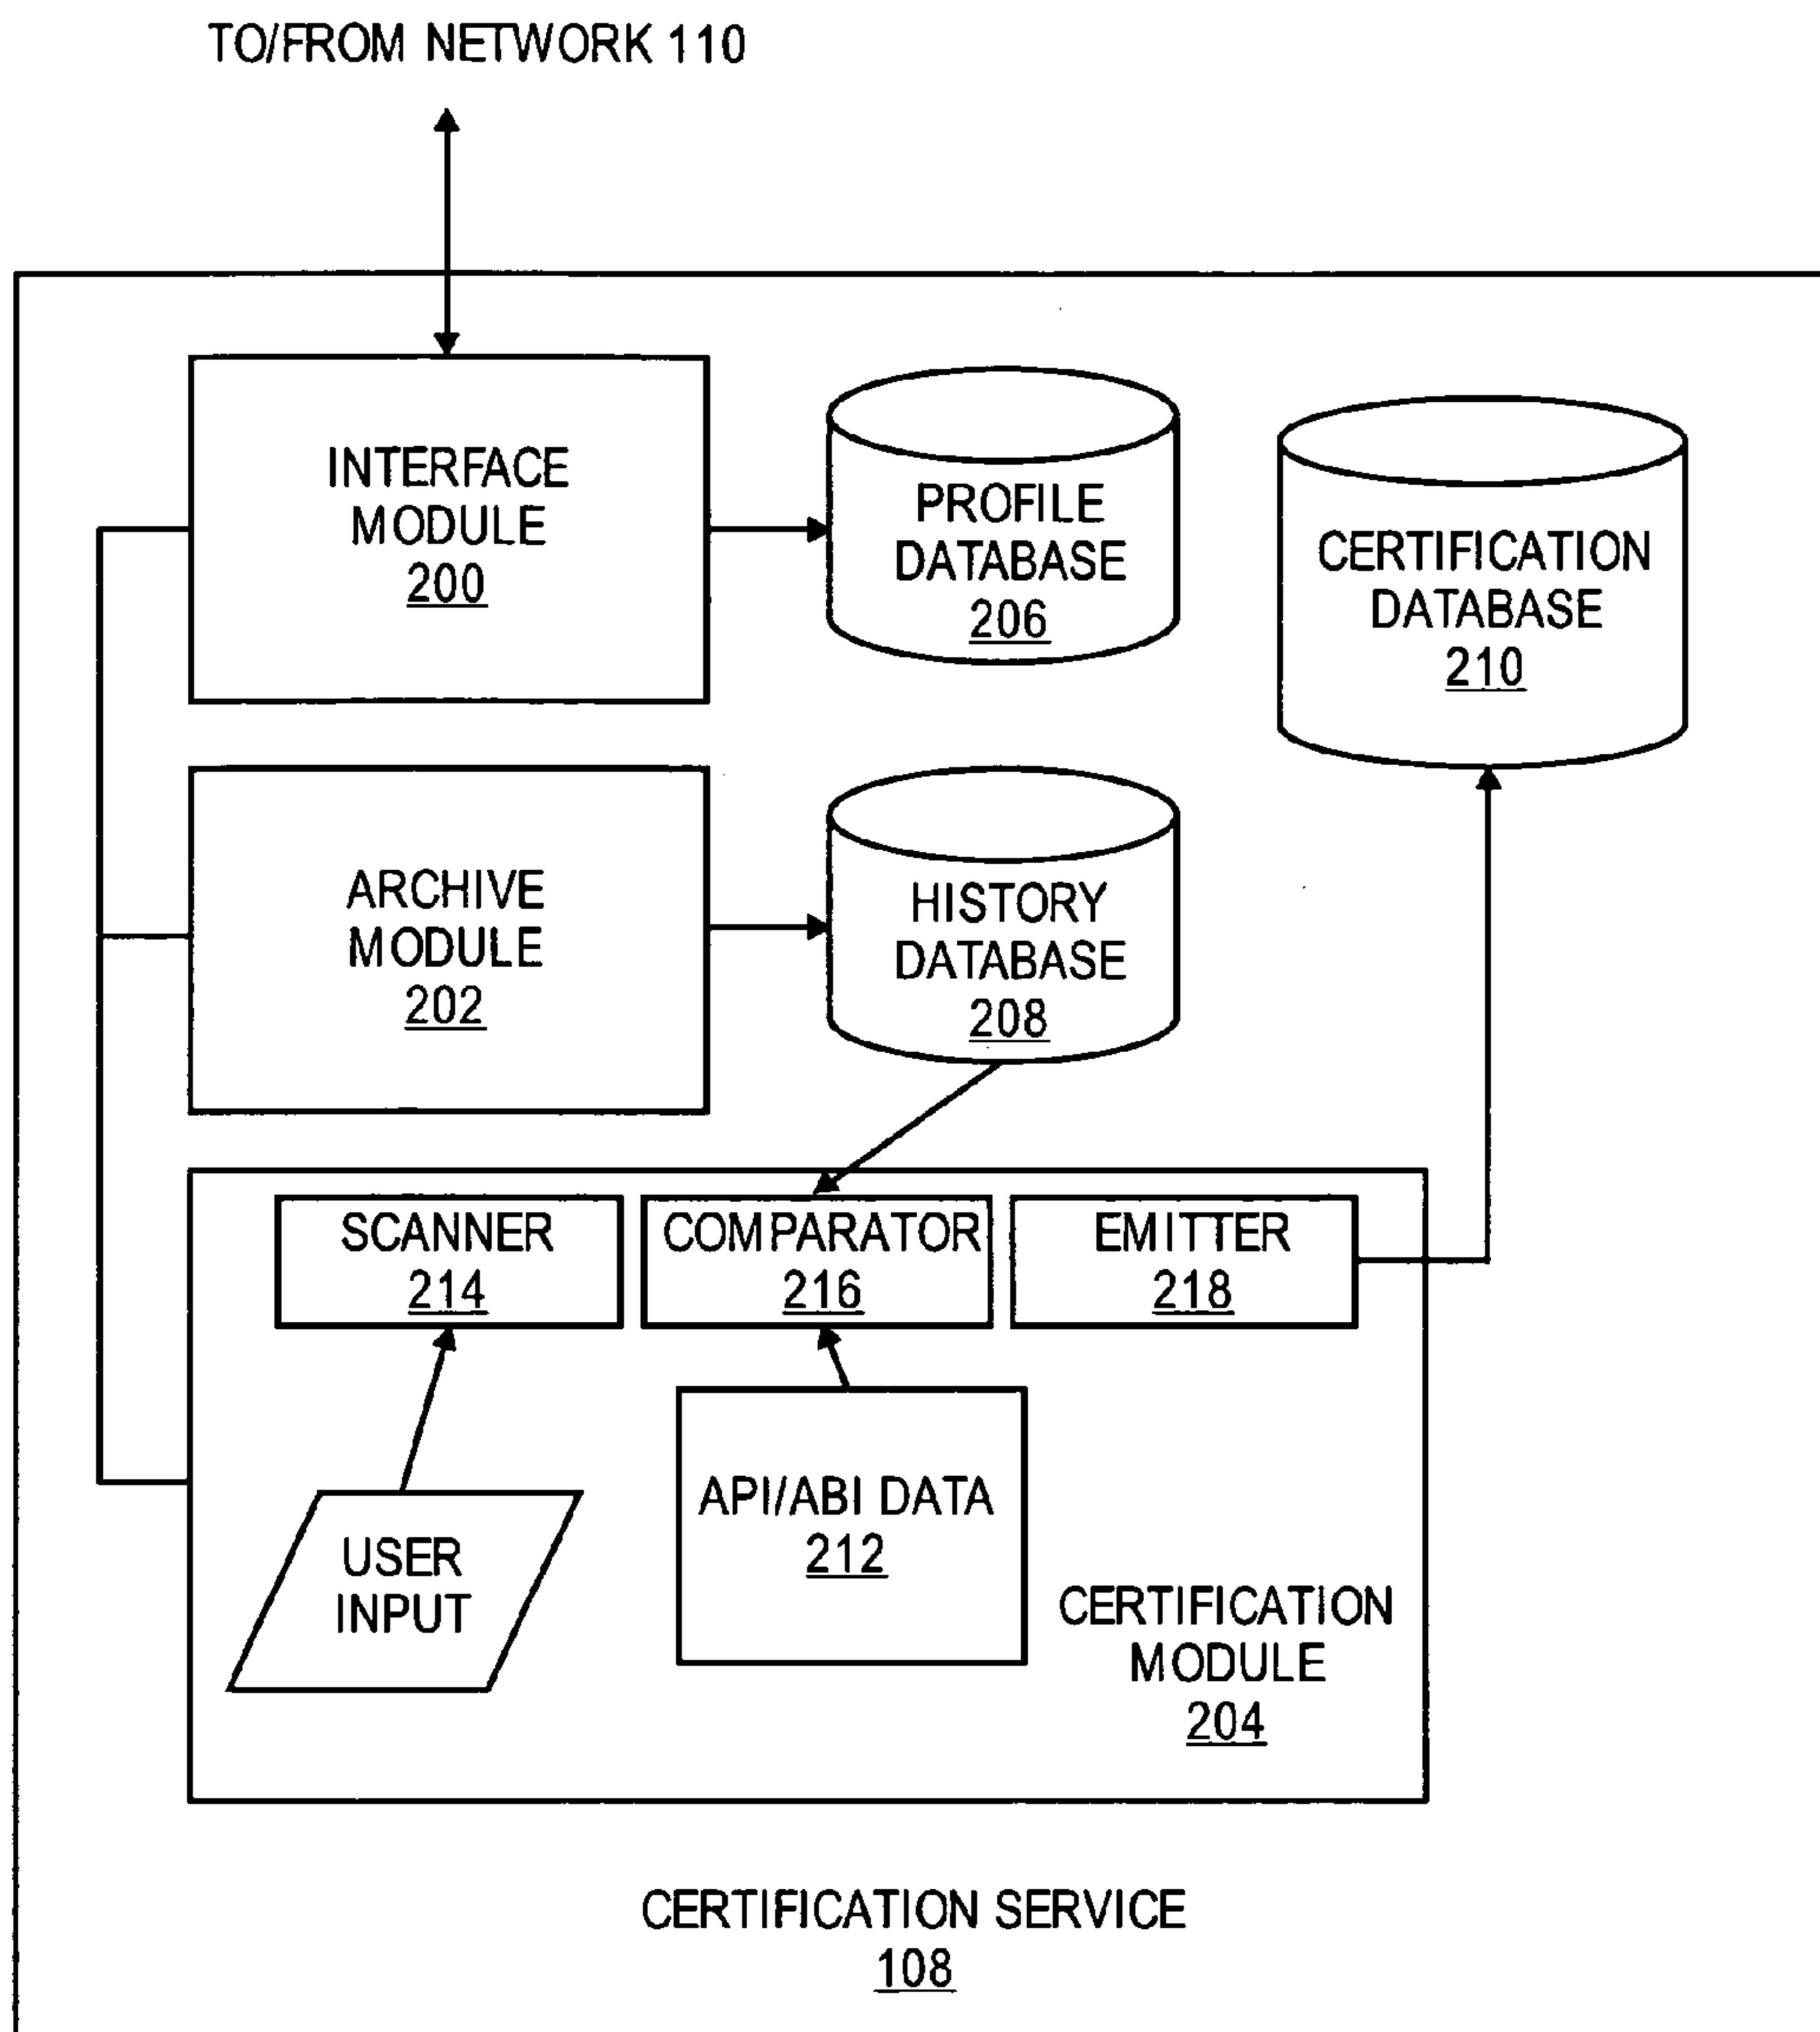 TO/FROM NETWORK 110
INTERFACE
MODULE
200
PROFILE
DATABASE
206
CERTIFICATION
DATABASE
210
ARCHIVE
MODULE
202
HISTORY
DATABASE
208
SCANNER
214
COMPARATOR
216
EMITTER
218
USER
INPUT
API/ABI DATA
212
CERTIFICATION
MODULE
204
CERTIFICATION SERVICE
108